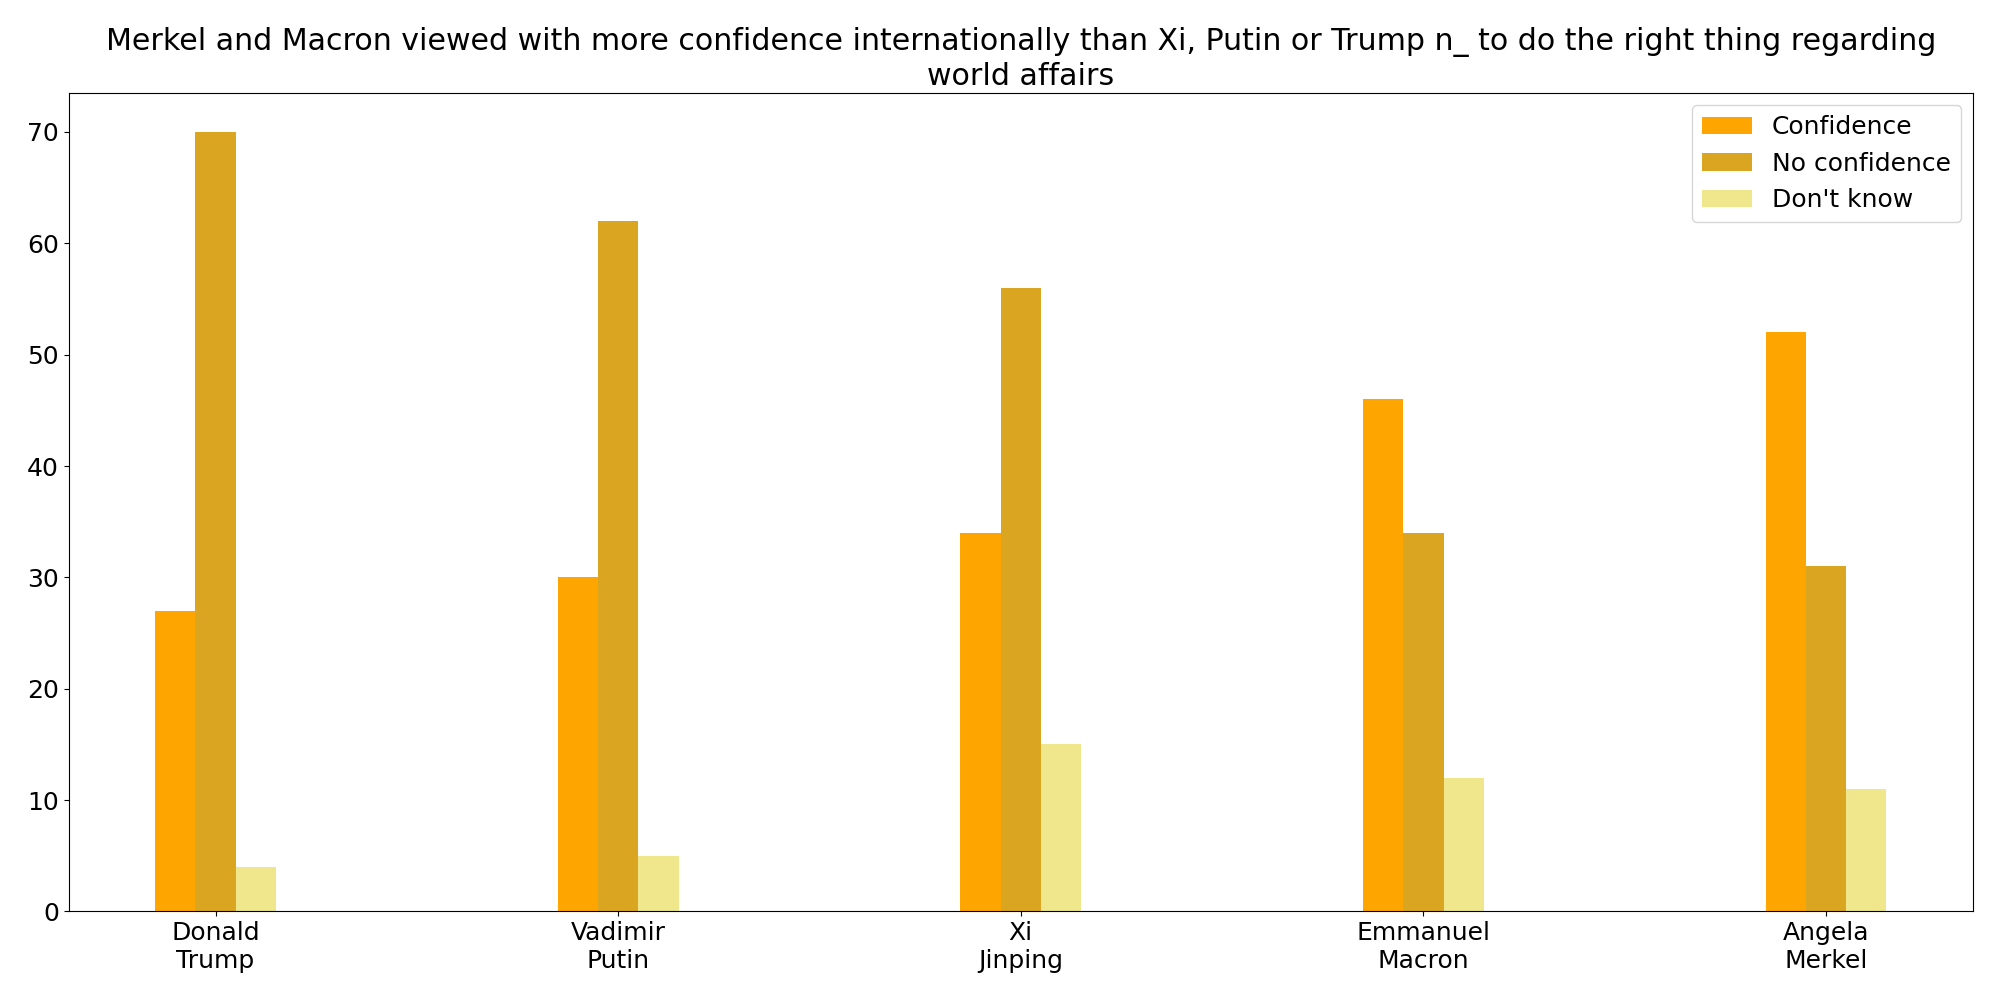 Merkel and Macron viewed with more confidence internationally than Xi, Putin or Trump n_ to do the right thing regarding
world affairs
Confidence
No confidence
Don't know
70
60
50
40
30
20
10
0
Donald
Trump
Vadimir
Putin
Xi
Jinping
Emmanuel
Macron
Angela
Merkel